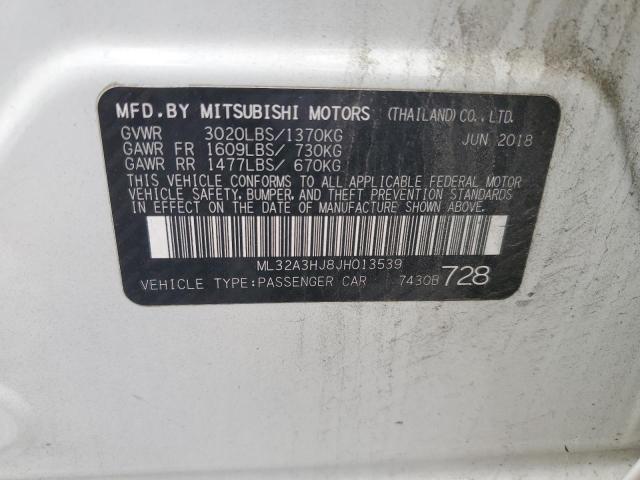 MFD.BY MITSUBISHI MOTORS (THAILAND) CO.,LTD.
GVWR 3020LBS/1370KG JUN 2018
GAWR FR 1609LBS/ 730KG
GAWR RR 1477LBS/ 670KG
THIS VEHICLE CONFORMS TO ALL APPLICABLE FEDERAL MOTOR
VEHICLE SAFETY, BUMPER, AND THEFT PREVENTION STANDARDS
IN EFFECT ON THE DATE OF MANUFACTURE SHOWN ABOVE.
ML32A3HJ8JH013539
VEHICLE TYPE:PASSENGER CAR 7430B 728